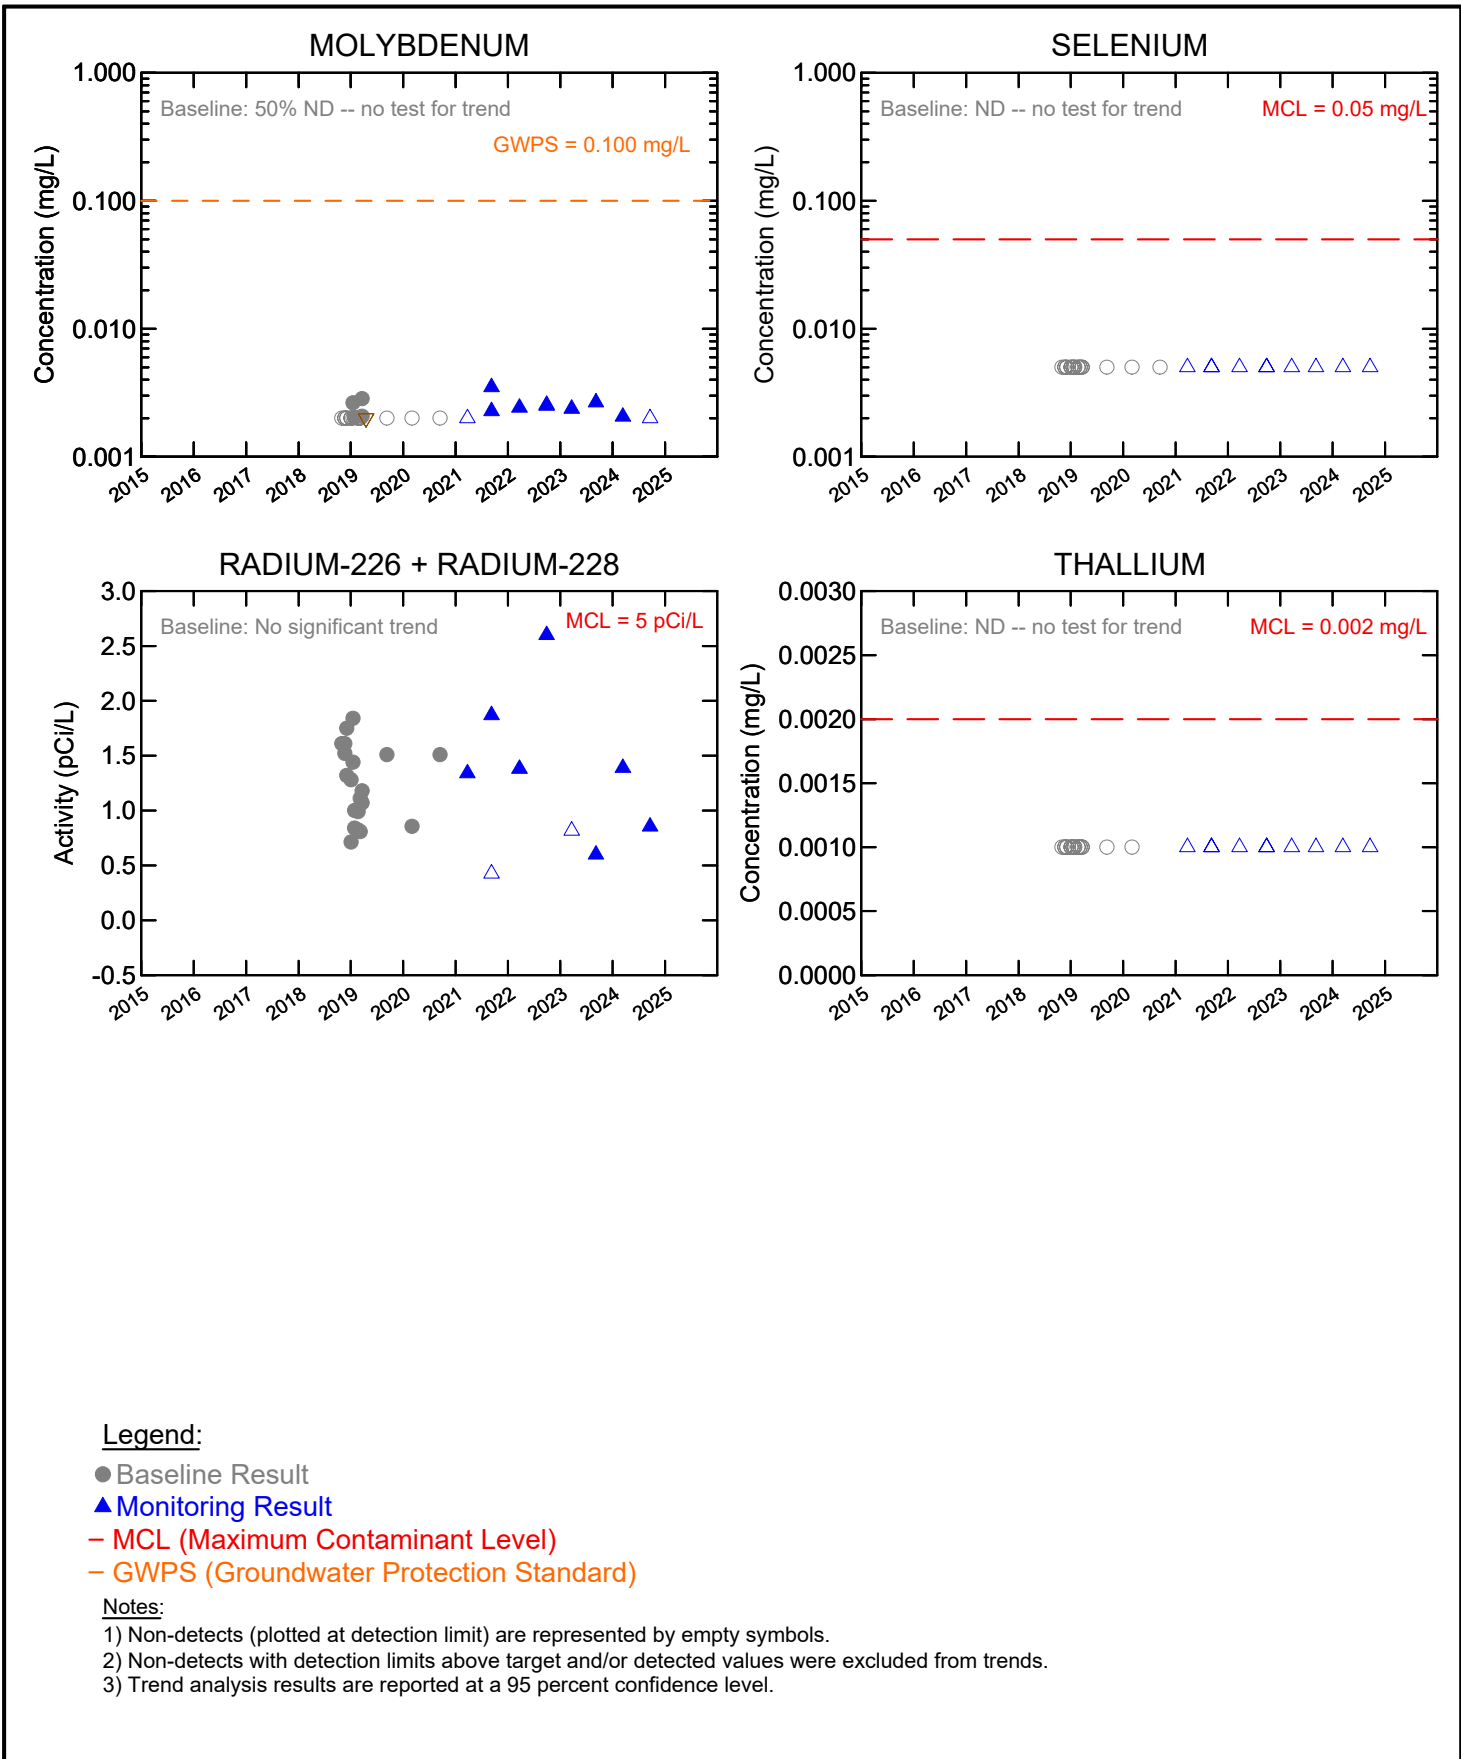 MOLYBDENUM
Concentration (mg/L)
1.000
0.100
0.010
0.001
Baseline: 50% ND -- no test for trend
GWPS = 0.100 mg/L
2015 2016 2017 2018 2019 2020 2021 2022 2023 2024 2025
SELENIUM
Concentration (mg/L)
1.000
0.100
0.010
0.001
Baseline: ND -- no test for trend
MCL = 0.05 mg/L
2015 2016 2017 2018 2019 2020 2021 2022 2023 2024 2025
RADIUM-226 + RADIUM-228
Activity (pCi/L)
3.0
2.5
2.0
1.5
1.0
0.5
0.0
-0.5
Baseline: No significant trend
MCL = 5 pCi/L
2015 2016 2017 2018 2019 2020 2021 2022 2023 2024 2025
THALLIUM
Concentration (mg/L)
0.0030
0.0025
0.0020
0.0015
0.0010
0.0005
0.0000
Baseline: ND -- no test for trend
MCL = 0.002 mg/L
2015 2016 2017 2018 2019 2020 2021 2022 2023 2024 2025
Legend:
Baseline Result
Monitoring Result
MCL (Maximum Contaminant Level)
GWPS (Groundwater Protection Standard)
Notes:
1) Non-detects (plotted at detection limit) are represented by empty symbols.
2) Non-detects with detection limits above target and/or detected values were excluded from trends.
3) Trend analysis results are reported at a 95 percent confidence level.